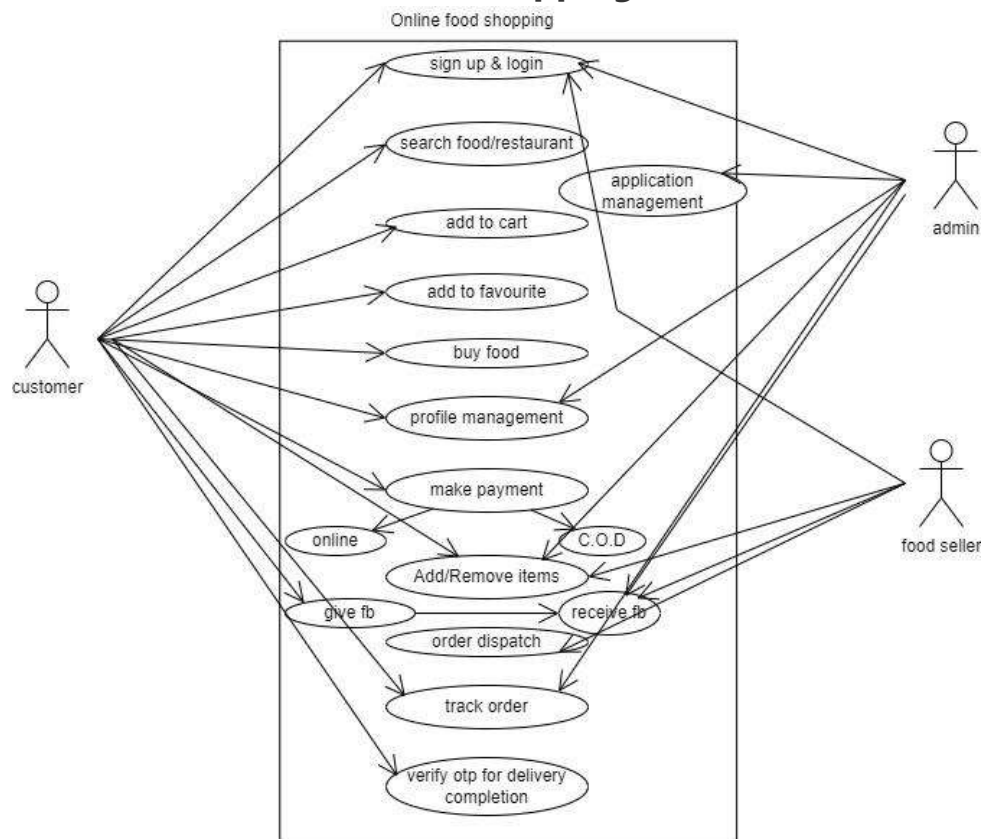 Online food shopping
sign up & login
search food/restaurant
application
management
admin
add to cart
add to favourite
customer
buy food
profile management
make payment
food seller
online
C.O.D
Add/Remove items
give fb
receive fb
order dispatch
track order
verify otp for delivery
completion